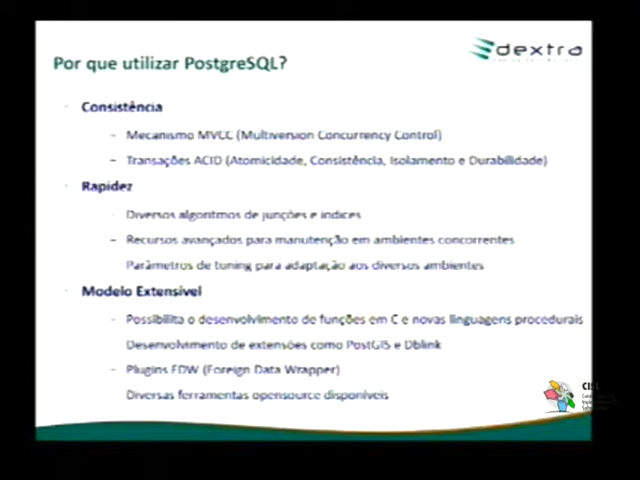 Por que utilizar PostgreSQL?
dextra
Consistência
– Mecanismo MVCC (Multiversion Concurrency Control)
– Transações ACID (Atomicidade, Consistência, Isolamento e Durabilidade)
Rapidez
Diversos algoritmos de junções e índices
– Recursos avançados para manutenção em ambientes concorrentes
Parâmetros de tuning para adaptação aos diversos ambientes
Modelo Extensível
– Possibilita o desenvolvimento de funções em C e novas linguagens procedurais
Desenvolvimento de extensões como PostGIS e Dblink
– Plugins FDW (Foreign Data Wrapper)
Diversas ferramentas opensource disponíveis
CISL